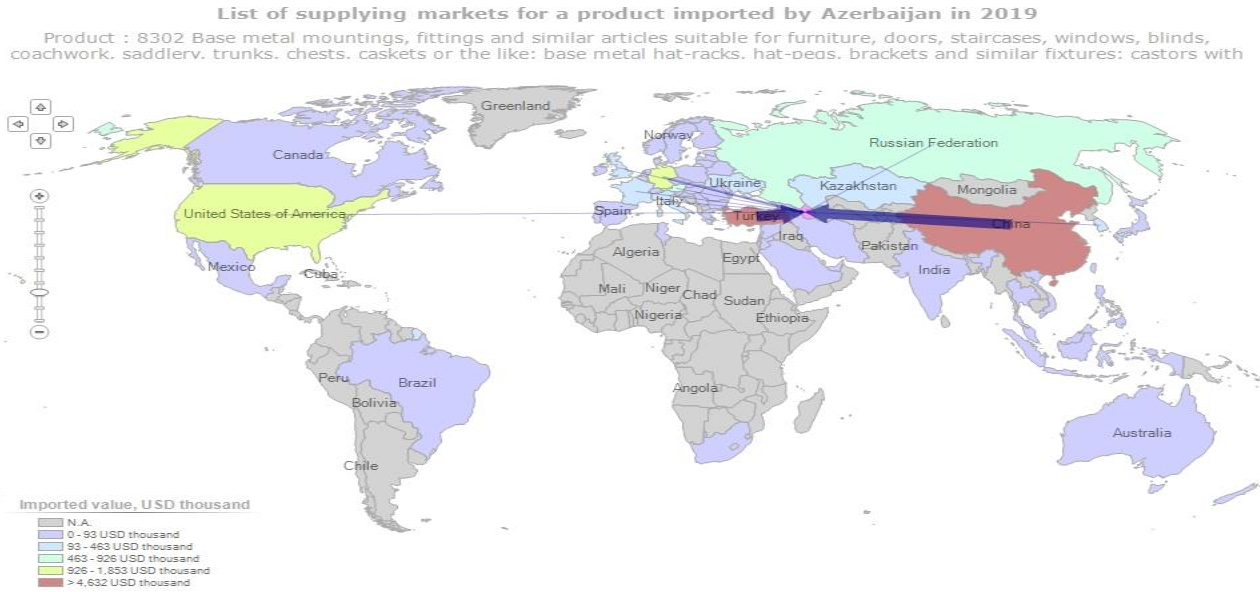 List of supplying markets for a product imported by Azerbaijan in 2019
Product : 8302 Base metal mountings, fittings and similar articles suitable for furniture, doors, staircases, windows, blinds,
coachwork, saddlery, trunks, chests, caskets or the like; base metal hat-racks, hat-pegs, brackets and similar fixtures; castors with
Greenland
Norway
Russian Federation
Canada
Ukraine
Kazakhstan
Mongolia
Italy
United States of America
Spain
Turkey
China
Iraq
Algeria
Egypt
Pakistan
Mexico
Cuba
India
Mali
Niger
Chad
Sudan
Nigeria
Ethiopia
Peru
Brazil
Angola
Bolivia
Australia
Chile
Imported value, USD thousand
N.A.
0 - 93 USD thousand
93 - 463 USD thousand
463 - 926 USD thousand
926 - 1,853 USD thousand
> 4,632 USD thousand